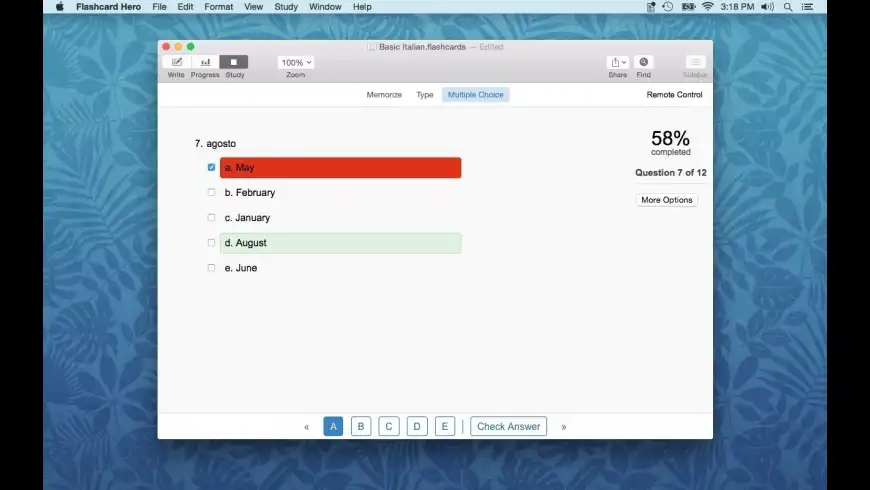 Flashcard Hero File Edit Format View Study Window Help 3:18 PM
Basic Italian.flashcards — Edited
100%
Write Progress Study Zoom Share Find Sidebar
Memorize Type Multiple Choice Remote Control
7. agosto
a. May
b. February
c. January
d. August
e. June
58%
completed
Question 7 of 12
More Options
« A B C D E | Check Answer »